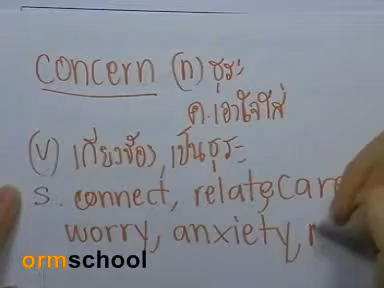 concern (n) ธุระ
ค.เอาใจใส่
(v) เกี่ยวข้อง, เป็นธุระ
S. connect, relate, care
worry, anxiety,
ormschool